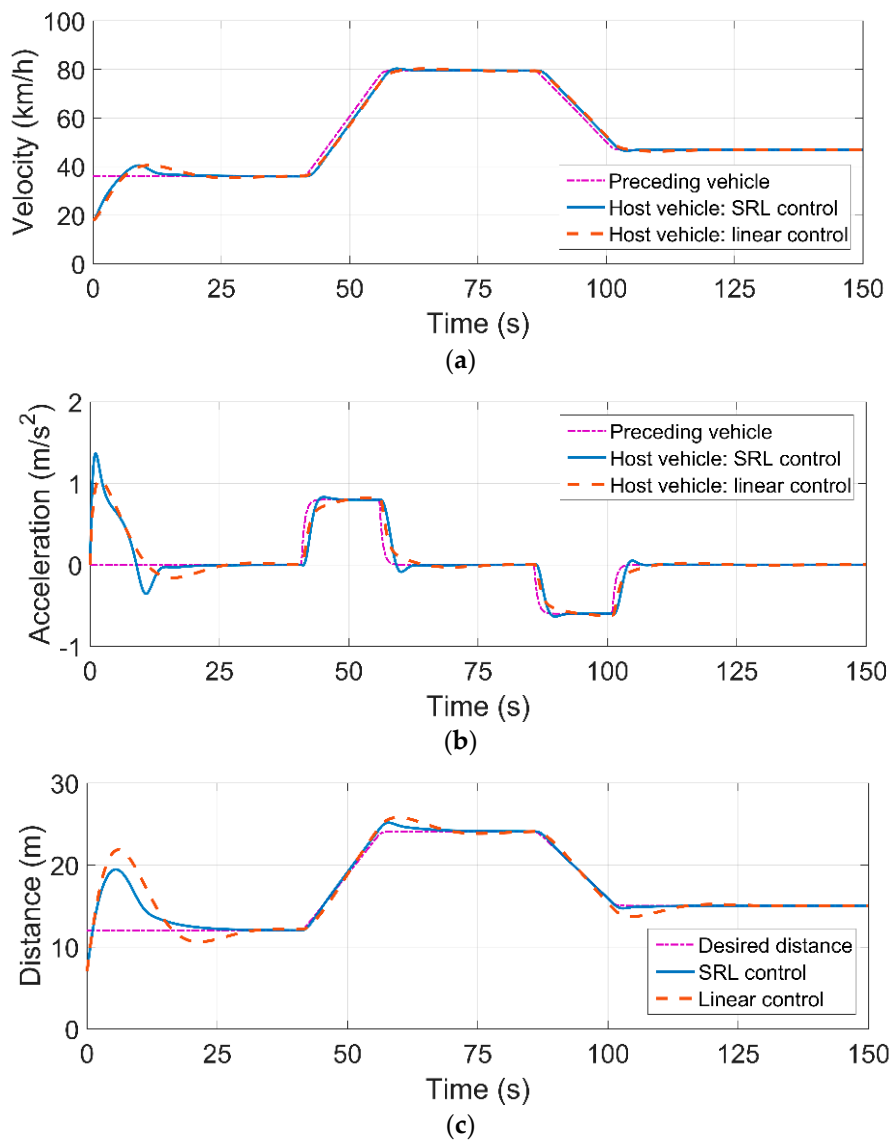 100
80
60
40
20
0
Velocity (km/h)
Preceding vehicle
Host vehicle: SRL control
Host vehicle: linear control
0 25 50 75 100 125 150
Time (s)
(a)
2
1
0
-1
Acceleration (m/s²)
Preceding vehicle
Host vehicle: SRL control
Host vehicle: linear control
0 25 50 75 100 125 150
Time (s)
(b)
30
20
10
0
Distance (m)
Desired distance
SRL control
Linear control
0 25 50 75 100 125 150
Time (s)
(c)